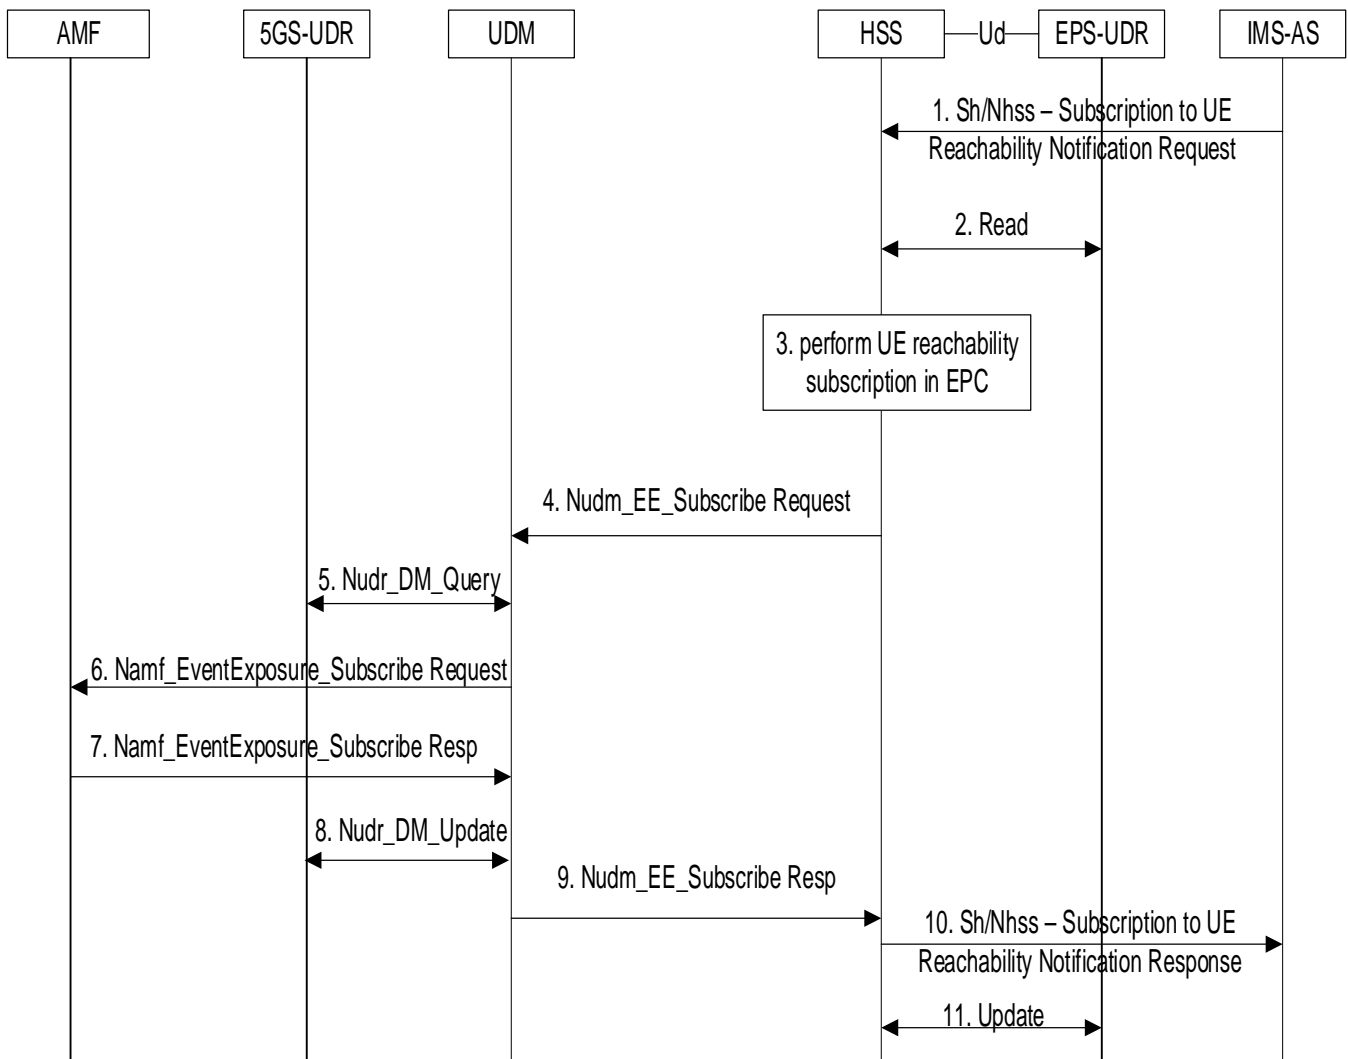 AMF
5GS-UDR
UDM
HSS
Ud
EPS-UDR
IMS-AS
1. Sh/Nhss – Subscription to UE
Reachability Notification Request
2. Read
3. perform UE reachability
subscription in EPC
4. Nudm_EE_Subscribe Request
5. Nudr_DM_Query
6. Namf_EventExposure_Subscribe Request
7. Namf_EventExposure_Subscribe Resp
8. Nudr_DM_Update
9. Nudm_EE_Subscribe Resp
10. Sh/Nhss – Subscription to UE
Reachability Notification Response
11. Update